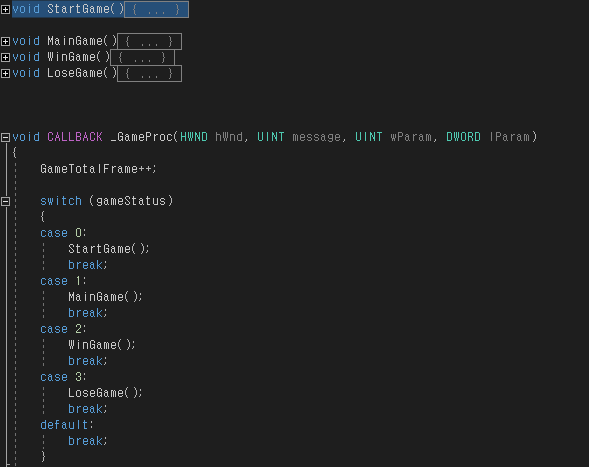 void StartGame(){ ... }
void MainGame(){ ... }
void WinGame(){ ... }
void LoseGame(){ ... }
void CALLBACK _GameProc(HWND hWnd, UINT message, UINT wParam, DWORD lParam)
{
GameTotalFrame++;
switch (gameStatus)
{
case 0:
StartGame();
break;
case 1:
MainGame();
break;
case 2:
WinGame();
break;
case 3:
LoseGame();
break;
default:
break;
}